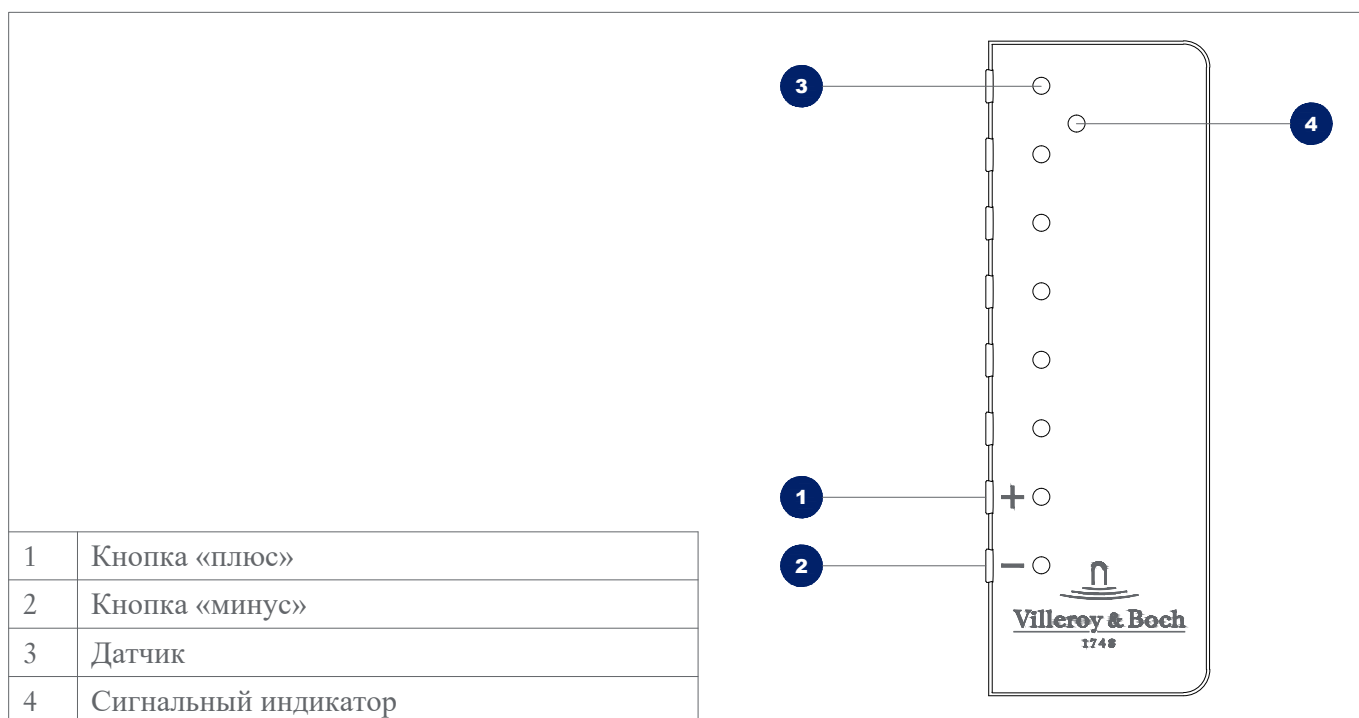 3
4
1
+
2
−
Villeroy & Boch
1748
1 Кнопка «плюс»
2 Кнопка «минус»
3 Датчик
4 Сигнальный индикатор